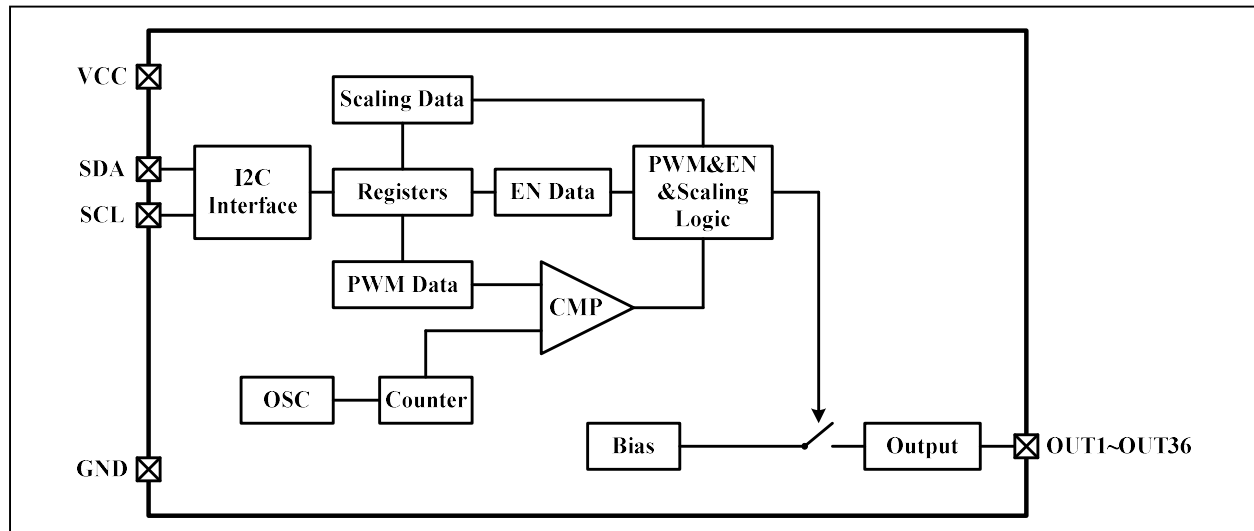 VCC
Scaling Data
SDA
I2C
Interface
SCL
Registers
EN Data
PWM&EN
&Scaling
Logic
PWM Data
CMP
OSC
Counter
GND
Bias
Output
OUT1~OUT36